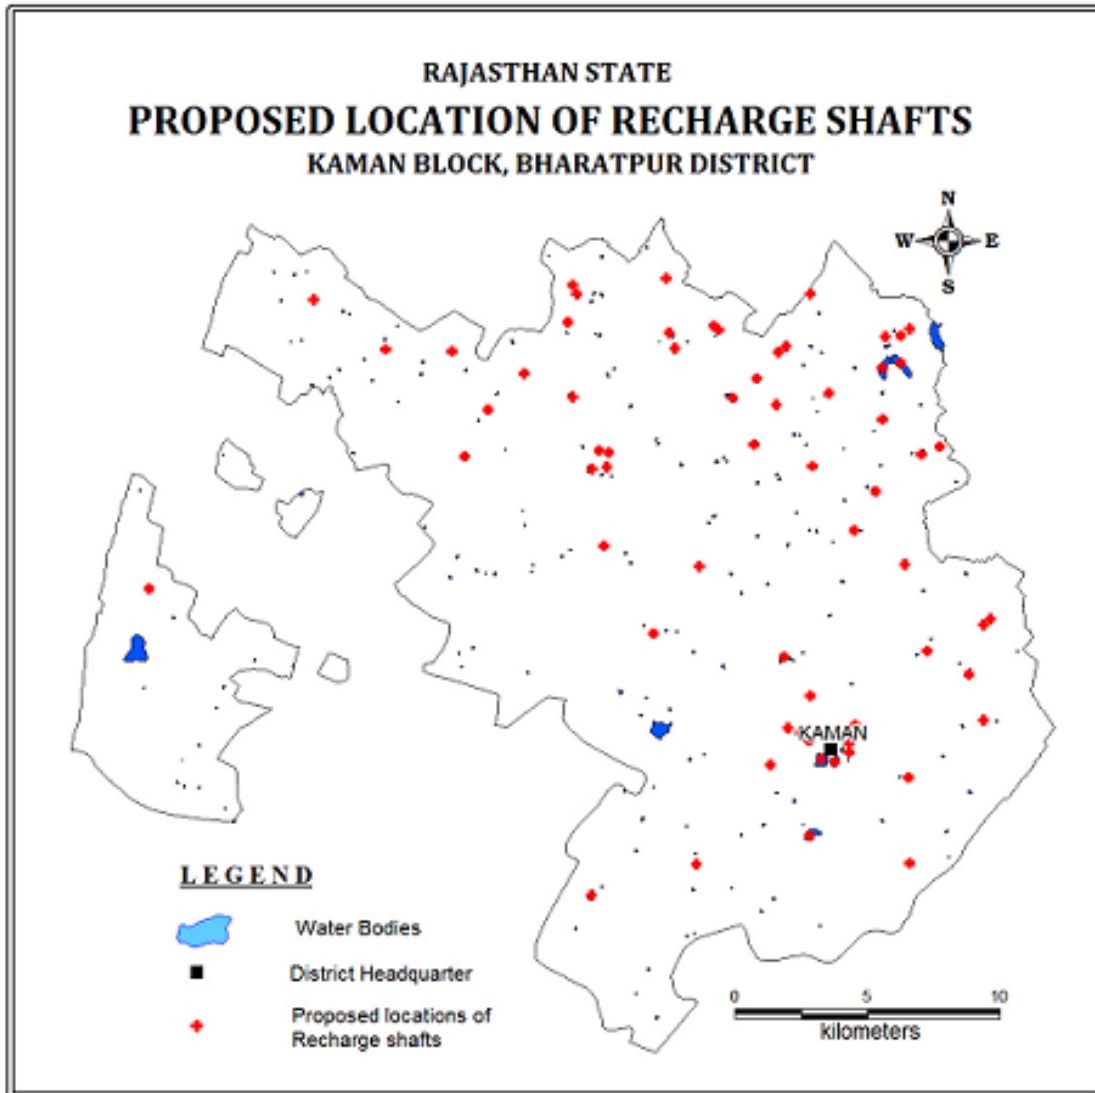 RAJASTHAN STATE
PROPOSED LOCATION OF RECHARGE SHAFTS
KAMAN BLOCK, BHARATPUR DISTRICT
N
W E
S
KAMAN
LEGEND
Water Bodies
District Headquarter
Proposed locations of
Recharge shafts
0 5 10
kilometers